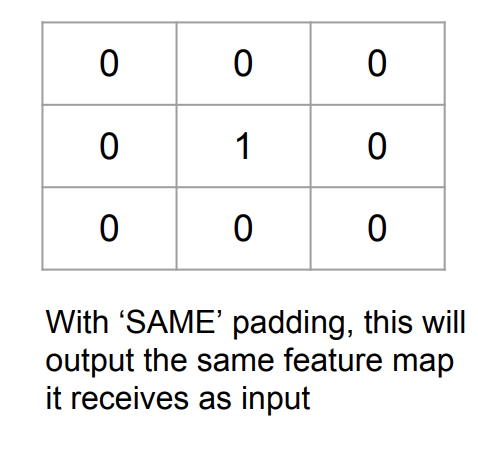 0 0 0
0 1 0
0 0 0
With ‘SAME’ padding, this will
output the same feature map
it receives as input